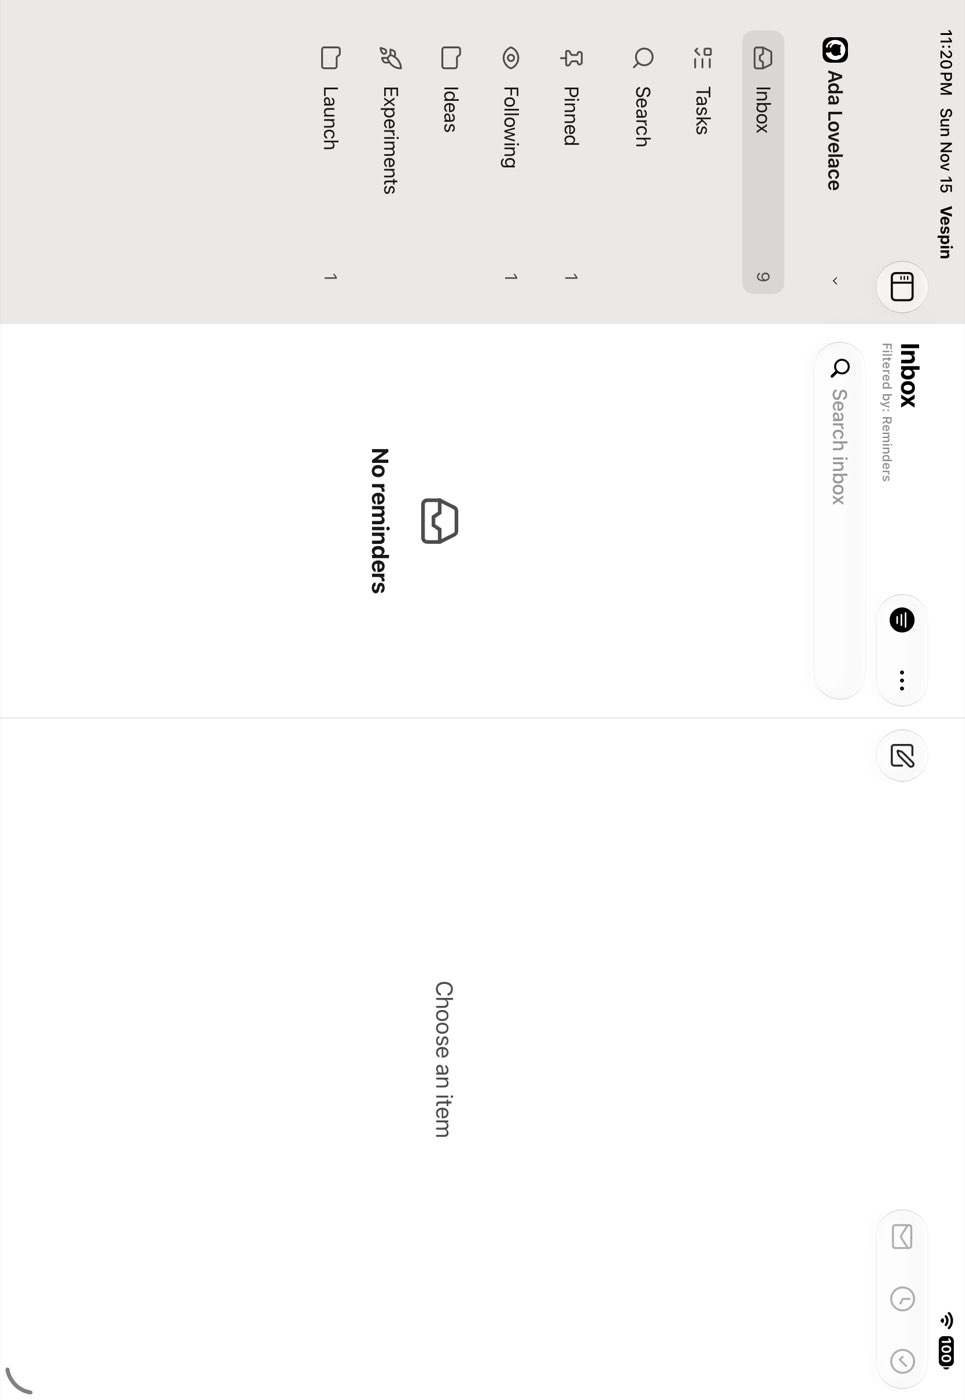 11:20 PM Sun Nov 15 Vespin
100
Ada Lovelace
Inbox 9
Tasks
Search
Pinned 1
Following 1
Ideas
Experiments
Launch 1
Inbox
Filtered by: Reminders
Search inbox
No reminders
Choose an item